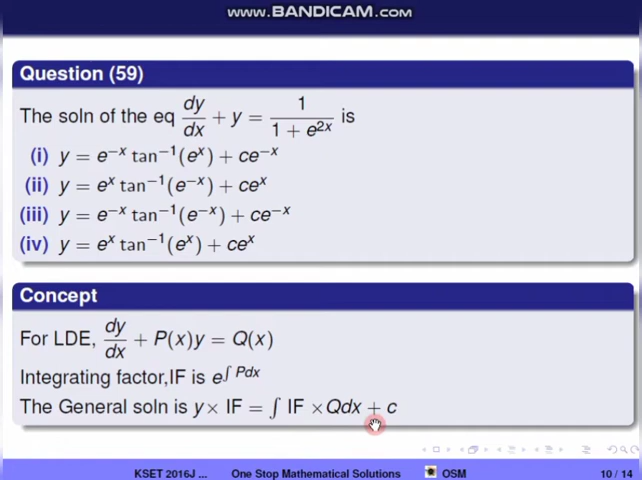 www.BANDICAM.com
Question (59)
The soln of the eq dy/dx + y = 1/(1 + e^{2x}) is
(i) y = e^{−x} tan^{−1}(e^x) + ce^{−x}
(ii) y = e^x tan^{−1}(e^{−x}) + ce^x
(iii) y = e^{−x} tan^{−1}(e^{−x}) + ce^{−x}
(iv) y = e^x tan^{−1}(e^x) + ce^x
Concept
For LDE, dy/dx + P(x)y = Q(x)
Integrating factor,IF is e^{∫ Pdx}
The General soln is y× IF = ∫ IF ×Qdx + c
KSET 2016J ... One Stop Mathematical Solutions OSM 10 / 14